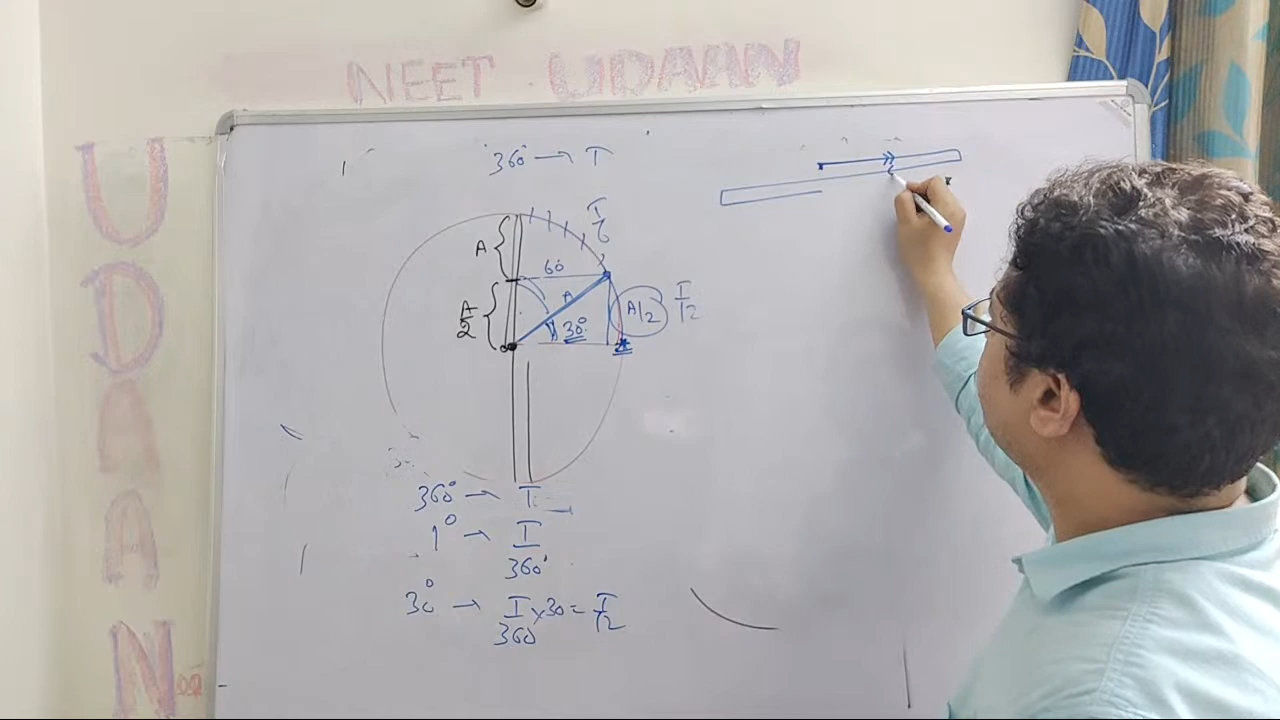 NEET UDAAN
UDAAN
360° → T
T/6
A
60
A
A/2
30°
A/2
T/12
360° → T
1° → T/360°
30° → T/360 × 30 = T/12